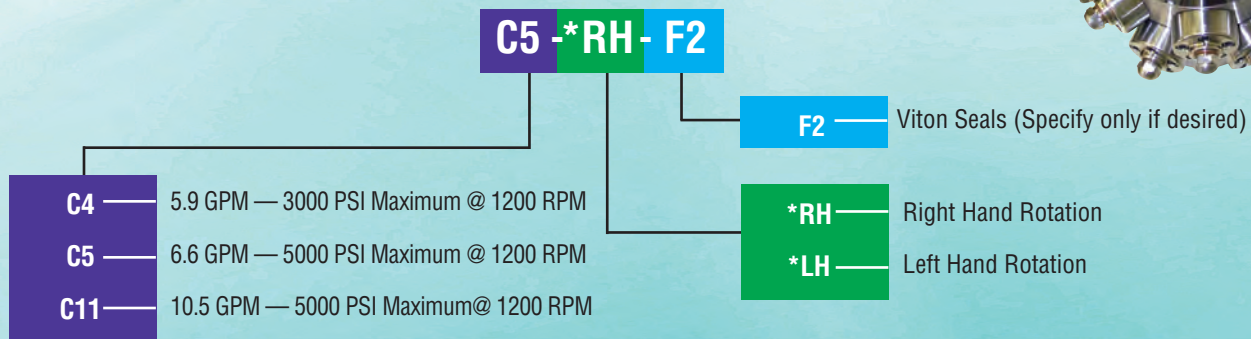 C5 -*RH - F2
F2 Viton Seals (Specify only if desired)
C4 5.9 GPM — 3000 PSI Maximum @ 1200 RPM
C5 6.6 GPM — 5000 PSI Maximum @ 1200 RPM
C11 10.5 GPM — 5000 PSI Maximum@ 1200 RPM
*RH Right Hand Rotation
*LH Left Hand Rotation